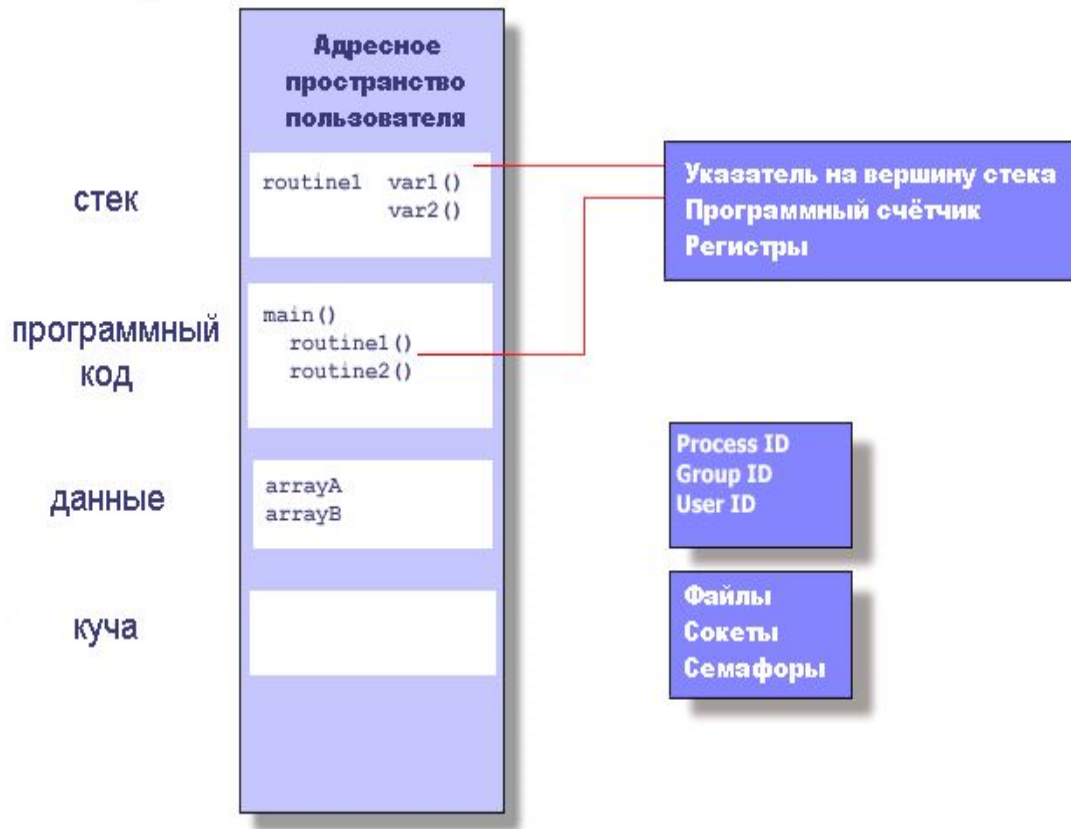 Адресное
пространство
пользователя
стек
routine1 var1()
var2()
Указатель на вершину стека
Программный счётчик
Регистры
программный
код
main()
routine1()
routine2()
данные
arrayA
arrayB
Process ID
Group ID
User ID
куча
Файлы
Сокеты
Семафоры